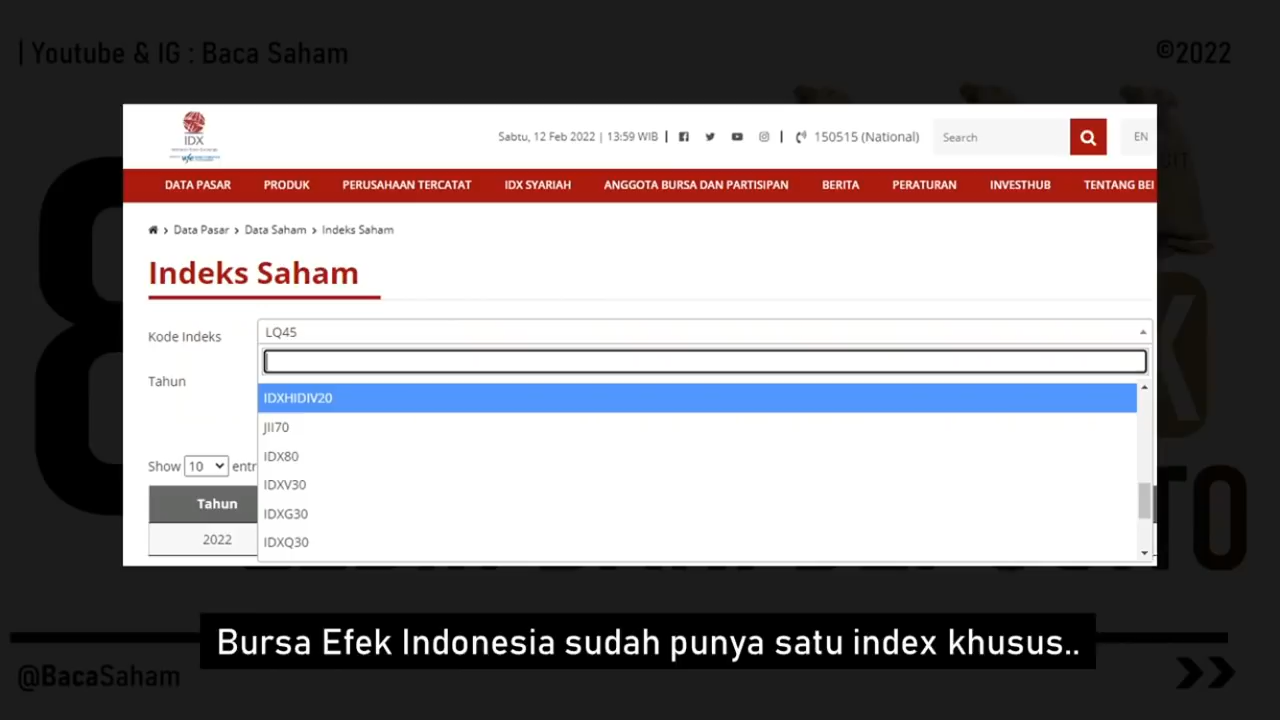 | Youtube & IG : Baca Saham
©2022
IDX
Sabtu, 12 Feb 2022 | 13:59 WIB |
| 150515 (National)
Search
EN
DATA PASAR PRODUK PERUSAHAAN TERCATAT IDX SYARIAH ANGGOTA BURSA DAN PARTISIPAN BERITA PERATURAN INVESTHUB TENTANG BEI
> Data Pasar > Data Saham > Indeks Saham
Indeks Saham
Kode Indeks
LQ45
Tahun
IDXHIDIV20
JII70
IDX80
IDXV30
IDXG30
IDXQ30
Show 10 entr
Tahun
2022
8
TO
Bursa Efek Indonesia sudah punya satu index khusus..
@BacaSaham